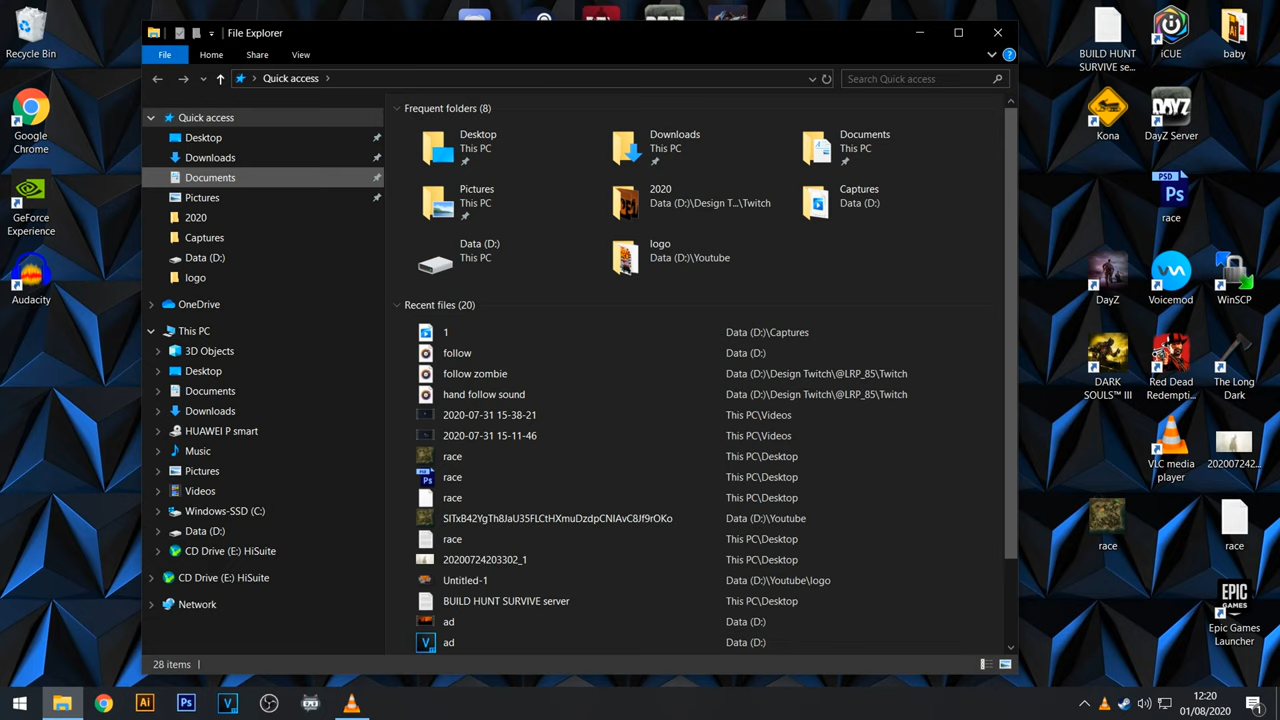 File Explorer
File
Home
Share
View
Quick access
Search Quick access
Quick access
Desktop
Downloads
Documents
Pictures
2020
Captures
Data (D:)
logo
OneDrive
This PC
3D Objects
Desktop
Documents
Downloads
HUAWEI P smart
Music
Pictures
Videos
Windows-SSD (C:)
Data (D:)
CD Drive (E:) HiSuite
CD Drive (E:) HiSuite
Network
Frequent folders (8)
Desktop
This PC
Downloads
This PC
Documents
This PC
Pictures
This PC
2020
Data (D:)\Design T...\Twitch
Captures
Data (D:)
Data (D:)
This PC
logo
Data (D:)\Youtube
Recent files (20)
1 Data (D:)\Captures
follow Data (D:)
follow zombie Data (D:)\Design Twitch\@LRP_85\Twitch
hand follow sound Data (D:)\Design Twitch\@LRP_85\Twitch
2020-07-31 15-38-21 This PC\Videos
2020-07-31 15-11-46 This PC\Videos
race This PC\Desktop
race This PC\Desktop
race This PC\Desktop
SITxB42YgTh8JaU35FLCtHXmuDzdpCNIAvC8Jf9rOKo Data (D:)\Youtube
race This PC\Desktop
20200724203302_1 This PC\Desktop
Untitled-1 Data (D:)\Youtube\logo
BUILD HUNT SURVIVE server This PC\Desktop
ad Data (D:)
ad Data (D:)
28 items
Recycle Bin
Google
Chrome
GeForce
Experience
Audacity
BUILD HUNT
SURVIVE se...
iCUE
baby
Kona
DAYZ
DayZ Server
PSD
Ps
race
DayZ
Voicemod
WinSCP
DARK
SOULS™ III
Red Dead
Redempti...
The Long
Dark
VLC media
player
202007242...
race
race
EPIC
GAMES
Epic Games
Launcher
Ai
Ps
V
12:20
01/08/2020
1